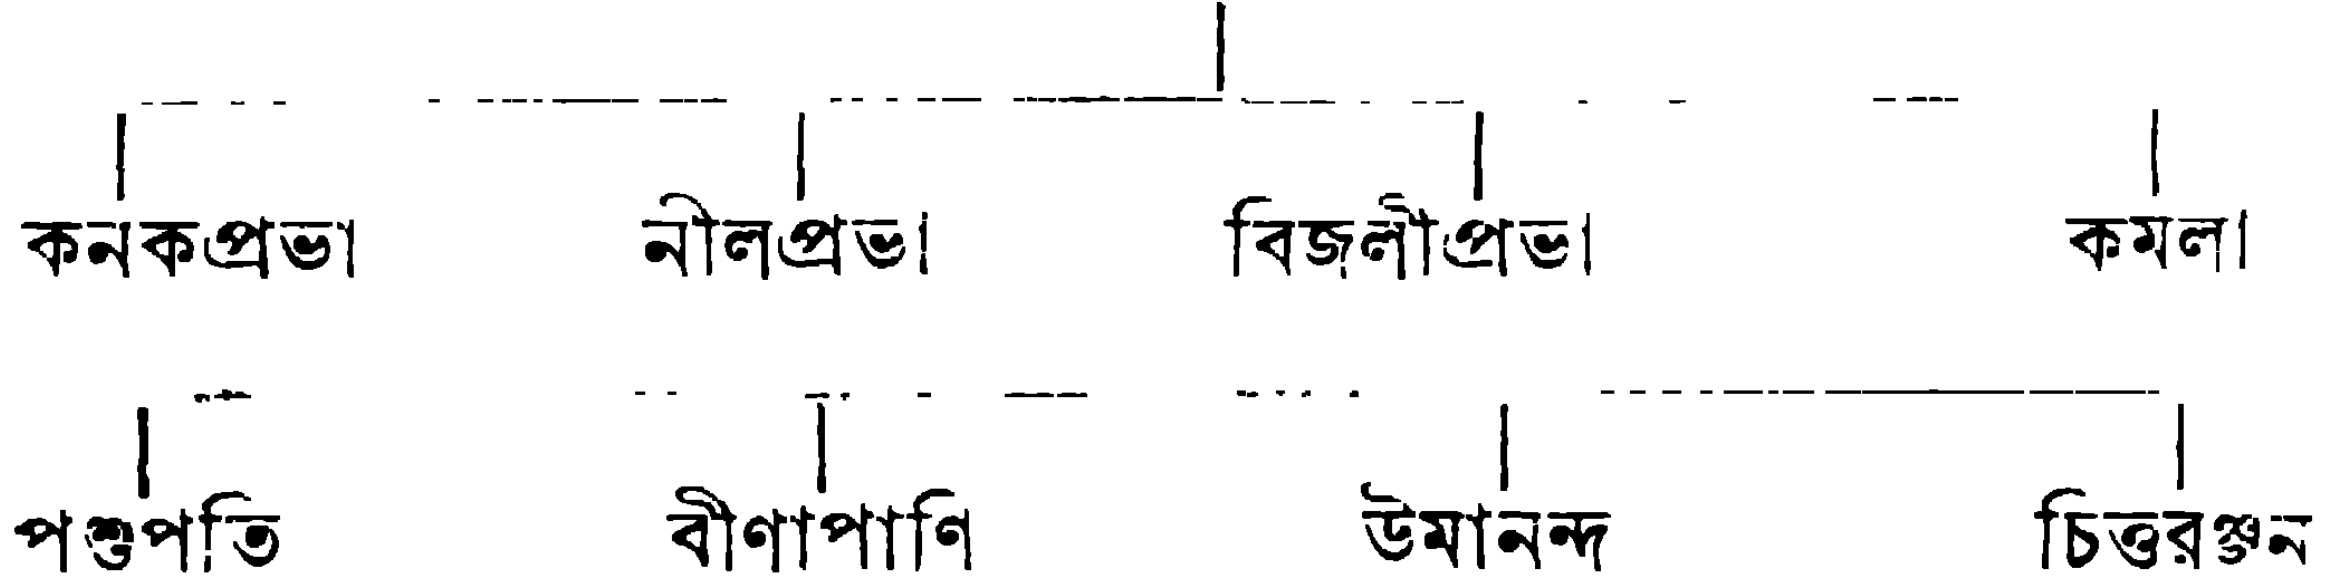 কনকপ্রভা নীলপ্রভা বিজলীপ্রভা কমলা
পশুপতি বীণাপাণি উমানন্দ চিত্তরঞ্জন